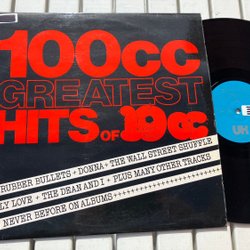 100cc
GREATEST
HITS OF 10cc
RUBBER BULLETS + DONNA + THE WALL STREET SHUFFLE
LY LOVE + THE DEAN AND I + PLUS MANY OTHER TRACKS
NEVER BEFORE ON ALBUMS++++++++++++++++
UK